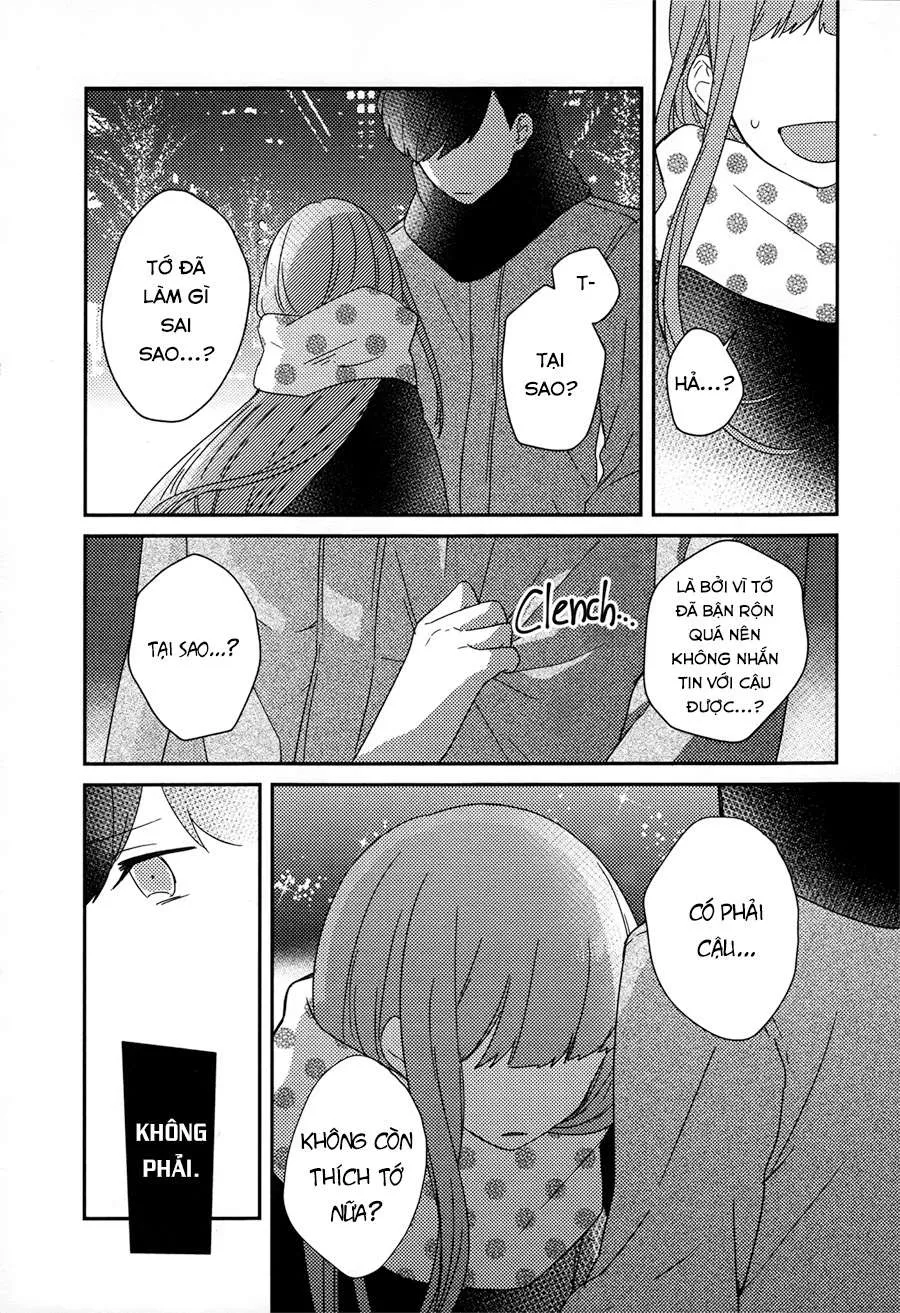 HẢ...?
T-
TẠI
SAO?
TỚ ĐÃ
LÀM GÌ
SAI
SAO...?
LÀ BỞI VÌ TỚ
ĐÃ BẬN RỘN
QUÁ NÊN
KHÔNG NHẮN
TIN VỚI CẬU
ĐƯỢC...?
Clench...
TẠI SAO...?
CÓ PHẢI
CẬU...
KHÔNG CÒN
THÍCH TỚ
NỮA?
KHÔNG
PHẢI.